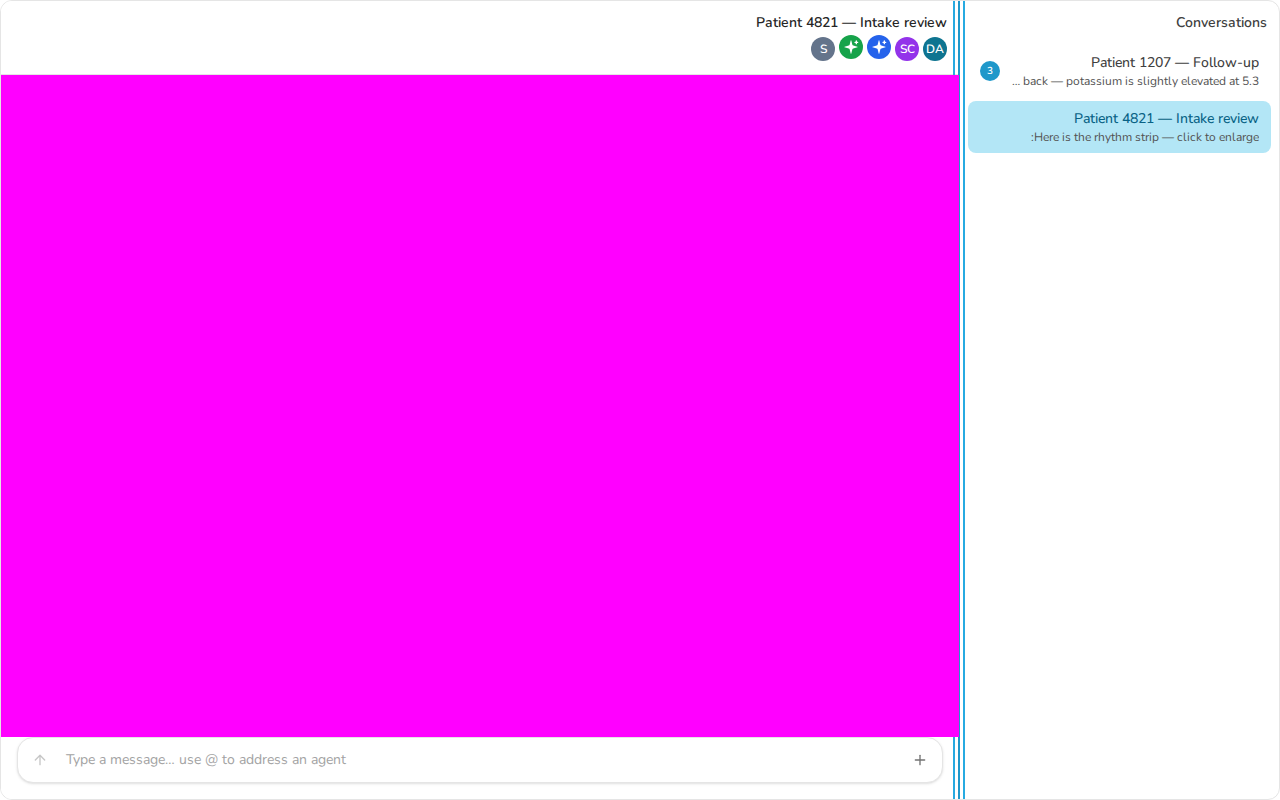 Conversations
Patient 1207 — Follow-up
3
... back — potassium is slightly elevated at 5.3
Patient 4821 — Intake review
:Here is the rhythm strip — click to enlarge
Patient 4821 — Intake review
S SC DA
Type a message... use @ to address an agent